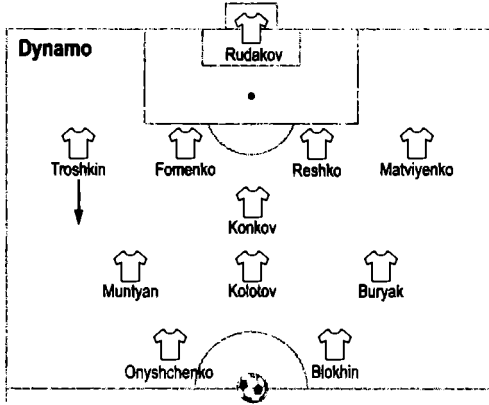 Rudakov
Dynamo
Troshkin Fomenko Reshko Matviyenko
Konkov
Muntyan Kolotov Buryak
Onyshchenko Blokhin